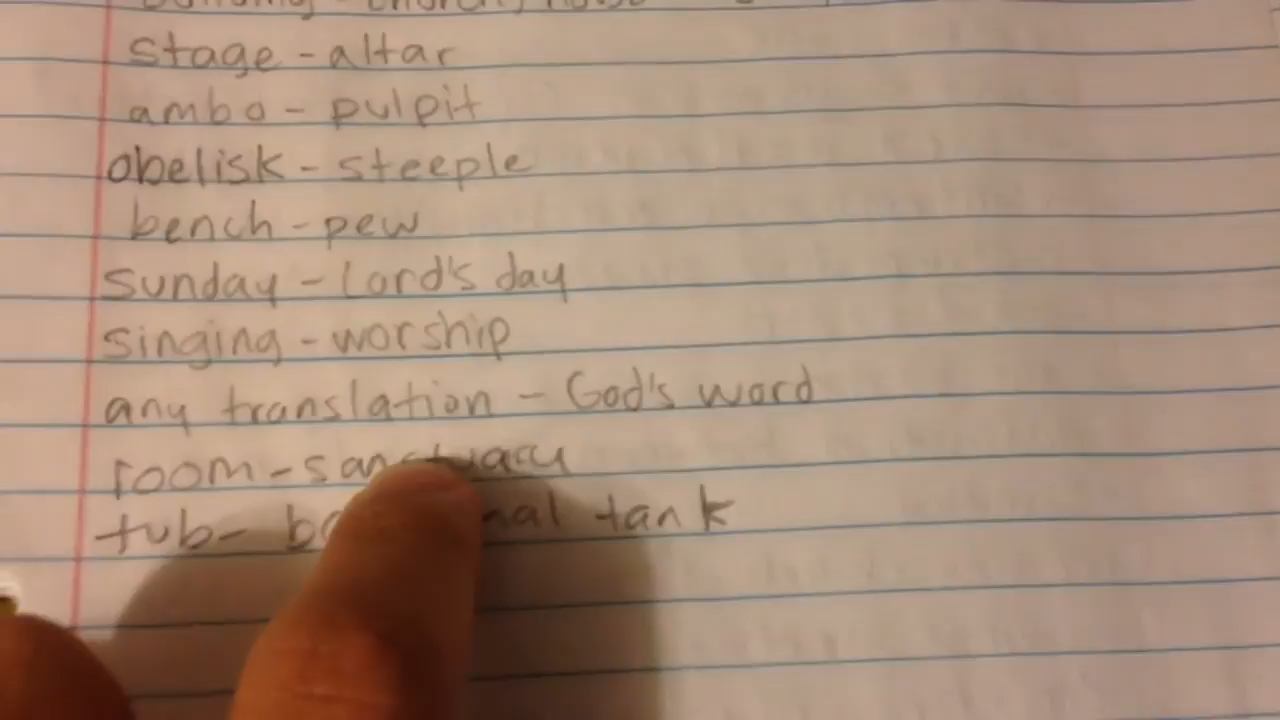 stage - altar
ambo - pulpit
obelisk - steeple
bench - pew
Sunday - Lord's day
singing - worship
any translation - God's word
room - sanctuary
tub - tank